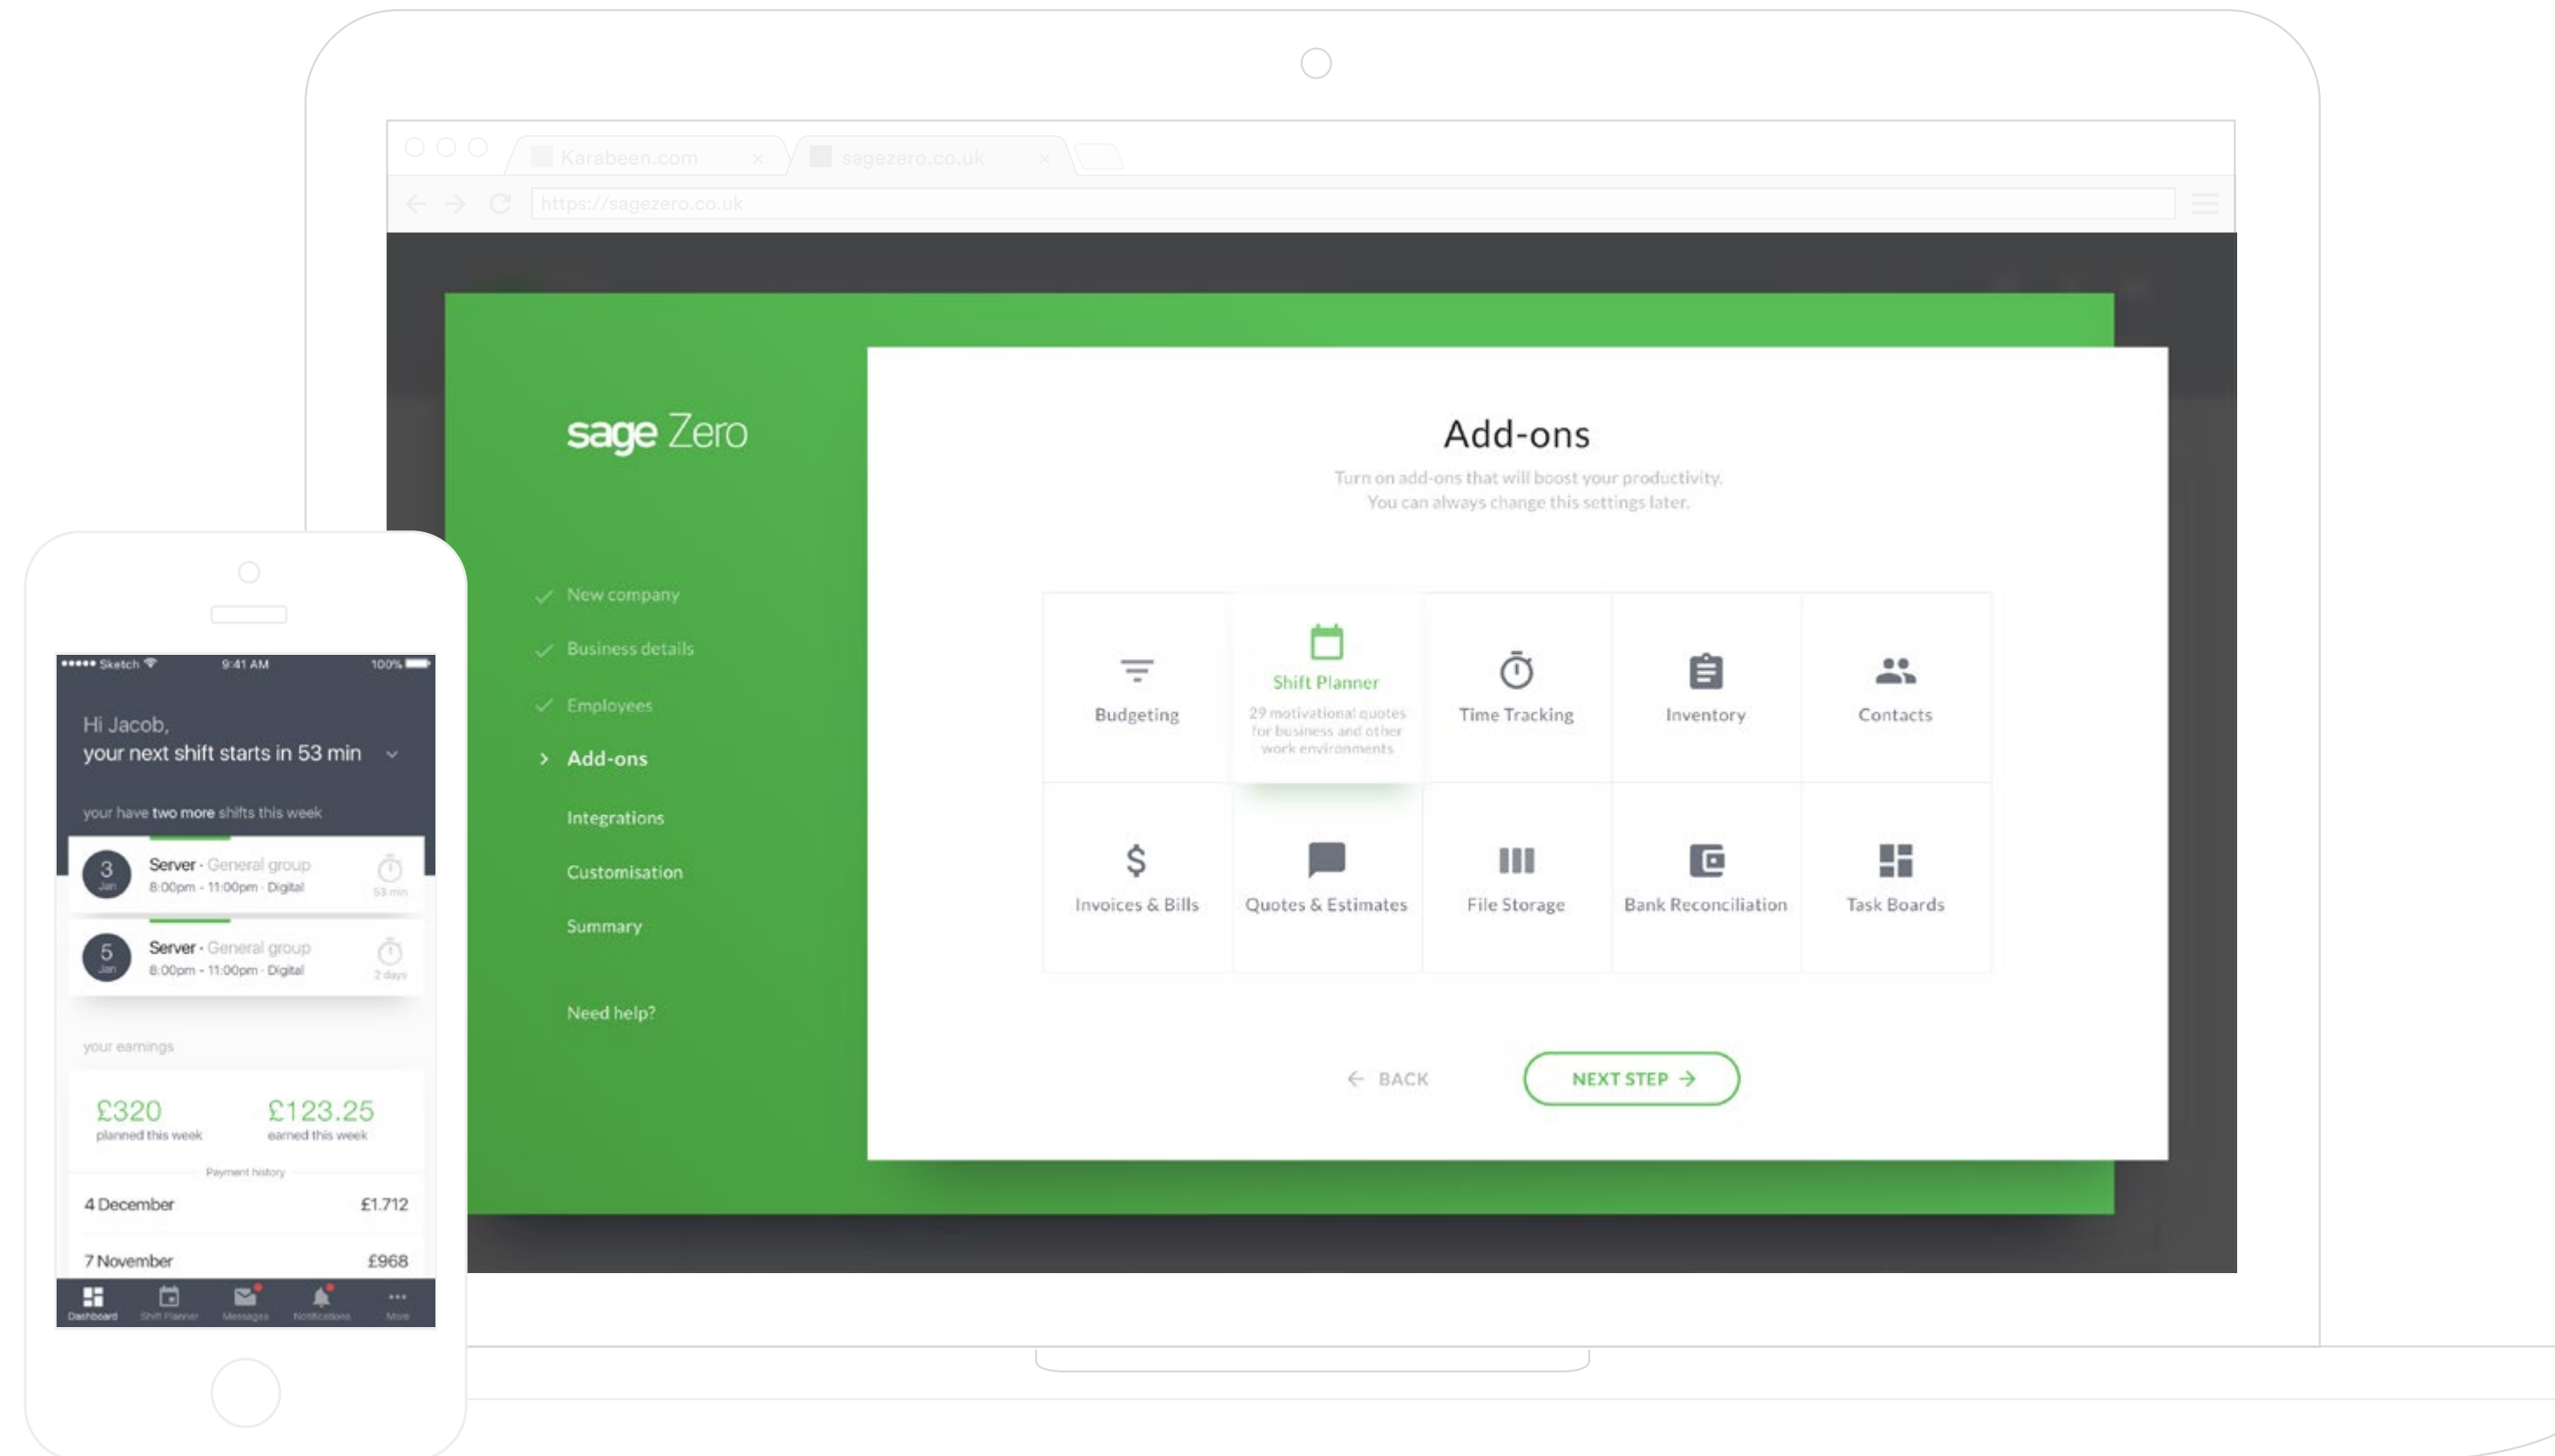 Karabeen.com
sagezero.co.uk
https://sagezero.co.uk
sage Zero
New company
Business details
Employees
Add-ons
Integrations
Customisation
Summary
Need help?
Add-ons
Turn on add-ons that will boost your productivity.
You can always change this settings later.
Budgeting
Shift Planner
29 motivational quotes
for business and other
work environments
Time Tracking
Inventory
Contacts
Invoices & Bills
Quotes & Estimates
File Storage
Bank Reconciliation
Task Boards
BACK
NEXT STEP
Sketch 9:41 AM 100%
Hi Jacob,
your next shift starts in 53 min
your have two more shifts this week
3
Jan
Server - General group
8:00pm - 11:00pm · Digital
53 min
5
Jan
Server - General group
8:00pm - 11:00pm · Digital
2 days
your earnings
£320
planned this week
£123.25
earned this week
Payment history
4 December £1.712
7 November £968
Dashboard Shift Planner Messages Notifications More